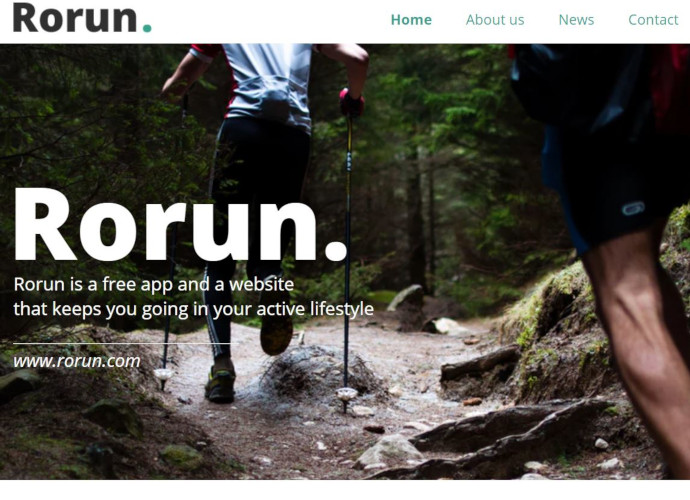 Rorun.
Home About us News Contact
Rorun.
Rorun is a free app and a website
that keeps you going in your active lifestyle
www.rorun.com